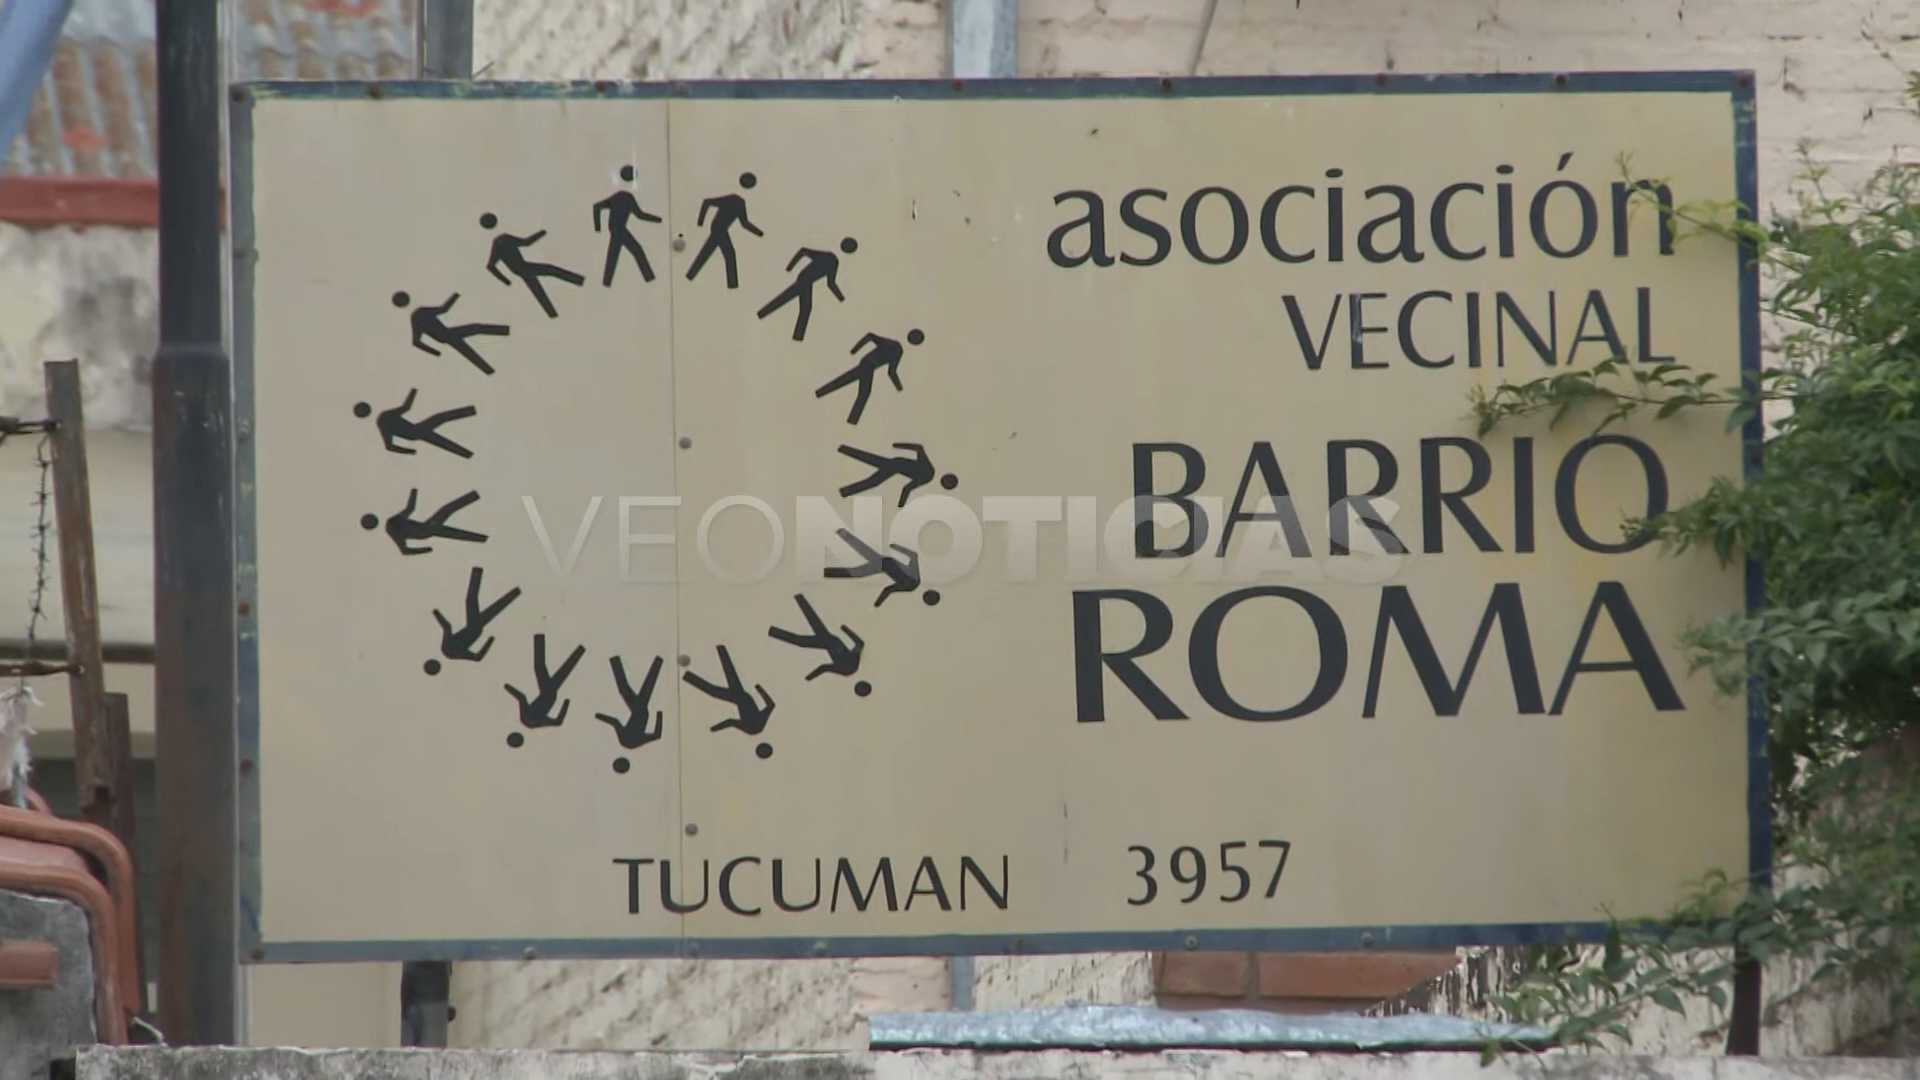 asociación
VECINAL
BARRIO
ROMA
VEONOTICIAS
TUCUMAN 3957